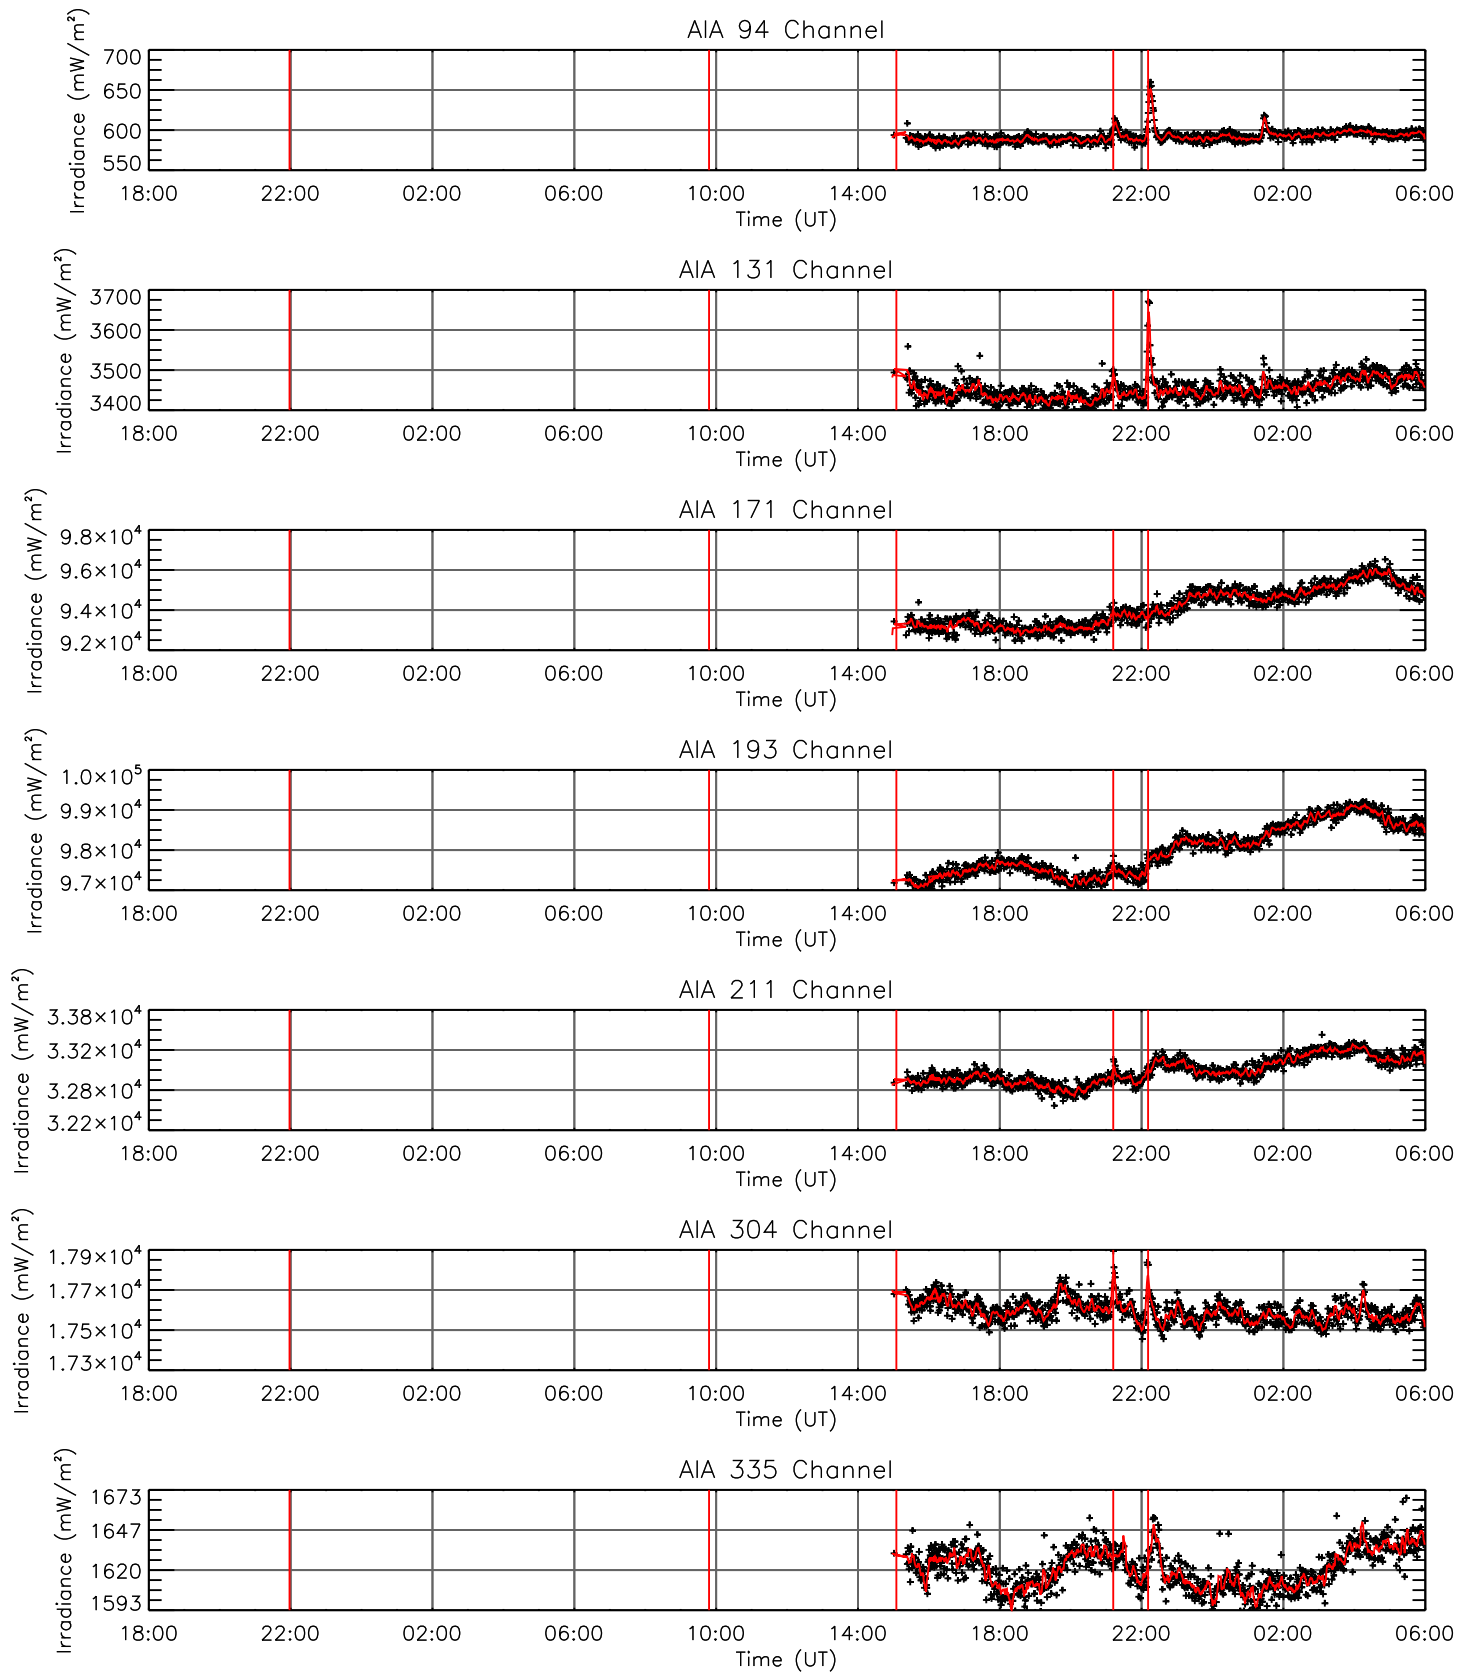 AIA 94 Channel
Irradiance (mW/m²)
700
650
600
550
18:00 22:00 02:00 06:00 10:00 14:00 18:00 22:00 02:00 06:00
Time (UT)
AIA 131 Channel
Irradiance (mW/m²)
3700
3600
3500
3400
18:00 22:00 02:00 06:00 10:00 14:00 18:00 22:00 02:00 06:00
Time (UT)
AIA 171 Channel
Irradiance (mW/m²)
9.8×10⁴
9.6×10⁴
9.4×10⁴
9.2×10⁴
18:00 22:00 02:00 06:00 10:00 14:00 18:00 22:00 02:00 06:00
Time (UT)
AIA 193 Channel
Irradiance (mW/m²)
1.0×10⁵
9.9×10⁴
9.8×10⁴
9.7×10⁴
18:00 22:00 02:00 06:00 10:00 14:00 18:00 22:00 02:00 06:00
Time (UT)
AIA 211 Channel
Irradiance (mW/m²)
3.38×10⁴
3.32×10⁴
3.28×10⁴
3.22×10⁴
18:00 22:00 02:00 06:00 10:00 14:00 18:00 22:00 02:00 06:00
Time (UT)
AIA 304 Channel
Irradiance (mW/m²)
1.79×10⁴
1.77×10⁴
1.75×10⁴
1.73×10⁴
18:00 22:00 02:00 06:00 10:00 14:00 18:00 22:00 02:00 06:00
Time (UT)
AIA 335 Channel
Irradiance (mW/m²)
1673
1647
1620
1593
18:00 22:00 02:00 06:00 10:00 14:00 18:00 22:00 02:00 06:00
Time (UT)